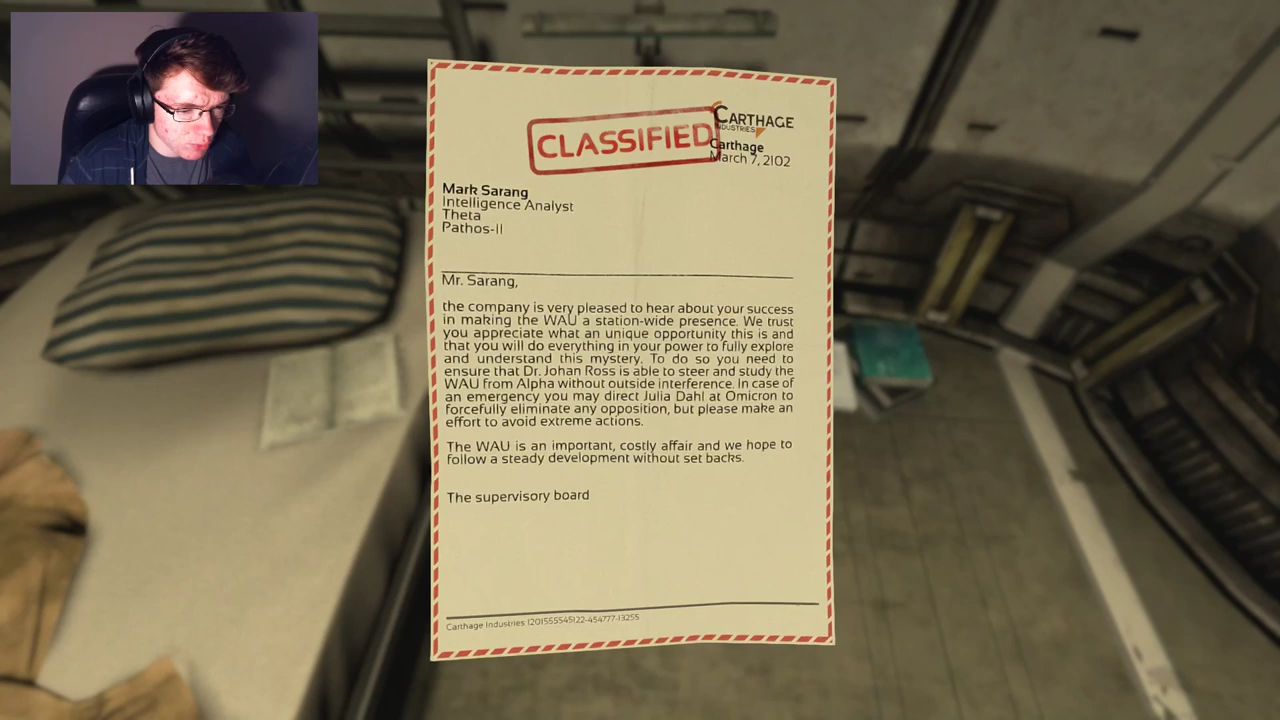 CLASSIFIED
CARTHAGE
INDUSTRIES
Carthage
March 7, 2102
Mark Sarang
Intelligence Analyst
Theta
Pathos-II
Mr. Sarang,
the company is very pleased to hear about your success
in making the WAU a station-wide presence. We trust
you appreciate what an unique opportunity this is and
that you will do everything in your power to fully explore
and understand this mystery. To do so you need to
ensure that Dr. Johan Ross is able to steer and study the
WAU from Alpha without outside interference. In case of
an emergency you may direct Julia Dahl at Omicron to
forcefully eliminate any opposition, but please make an
effort to avoid extreme actions.
The WAU is an important, costly affair and we hope to
follow a steady development without set backs.
The supervisory board
Carthage Industries 1201555545122-454777-13255